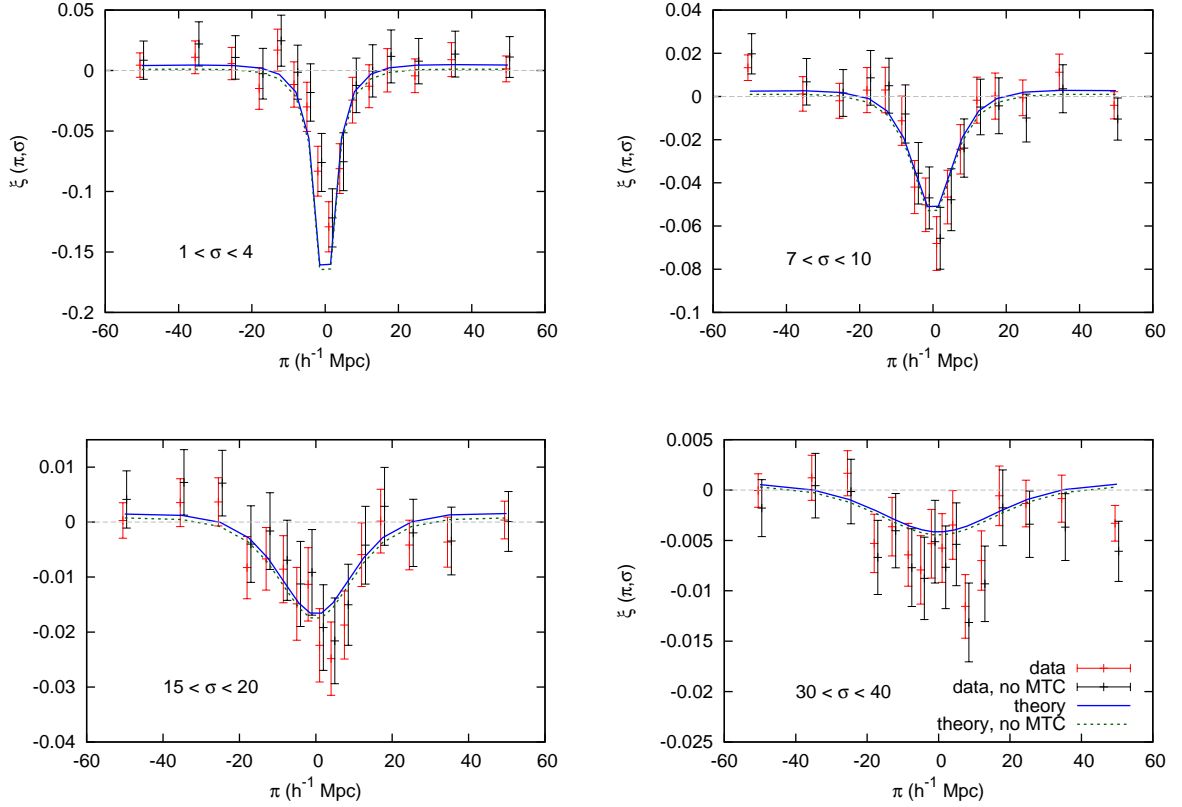 0.05
0
-0.05
-0.1
-0.15
-0.2
-60 -40 -20 0 20 40 60
ξ (π,σ)
π (h⁻¹ Mpc)
1 < σ < 4
0.04
0.02
0
-0.02
-0.04
-0.06
-0.08
-0.1
-60 -40 -20 0 20 40 60
ξ (π,σ)
π (h⁻¹ Mpc)
7 < σ < 10
0.01
0
-0.01
-0.02
-0.03
-0.04
-60 -40 -20 0 20 40 60
π (h⁻¹ Mpc)
15 < σ < 20
0.005
0
-0.005
-0.01
-0.015
-0.02
-0.025
-60 -40 -20 0 20 40 60
ξ (π,σ)
π (h⁻¹ Mpc)
30 < σ < 40
data
data, no MTC
theory
theory, no MTC